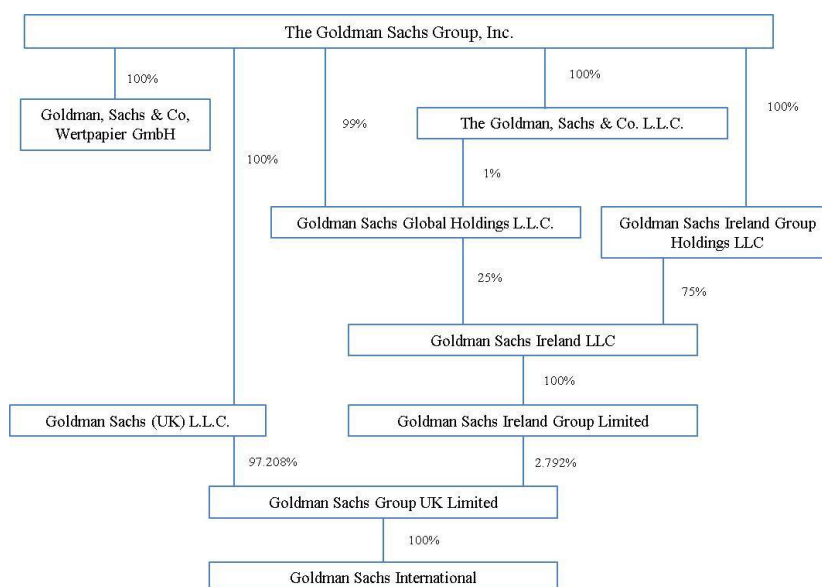 The Goldman Sachs Group, Inc.
100%
100%
Goldman, Sachs & Co,
Wertpapier GmbH
The Goldman, Sachs & Co. L.L.C.
99%
100%
100%
1%
Goldman Sachs Global Holdings L.L.C.
Goldman Sachs Ireland Group
Holdings LLC
25%
75%
Goldman Sachs Ireland LLC
100%
Goldman Sachs (UK) L.L.C.
Goldman Sachs Ireland Group Limited
97.208%
2.792%
Goldman Sachs Group UK Limited
100%
Goldman Sachs International